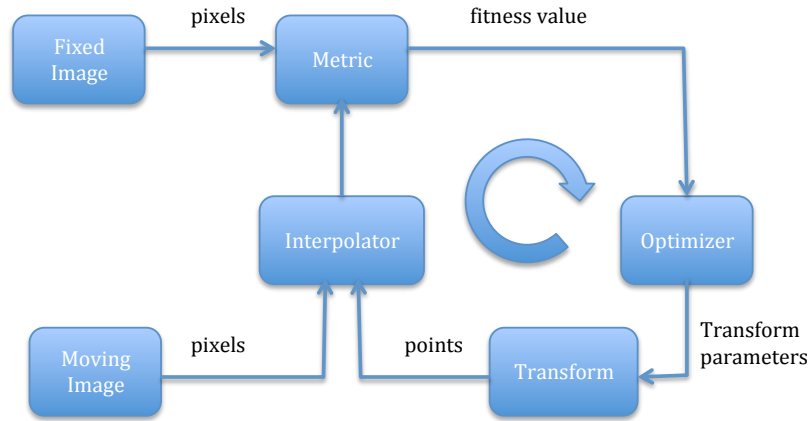 pixels
fitness value
Fixed
Image
Metric
Interpolator
Optimizer
Moving
Image
pixels
points
Transform
Transform
parameters